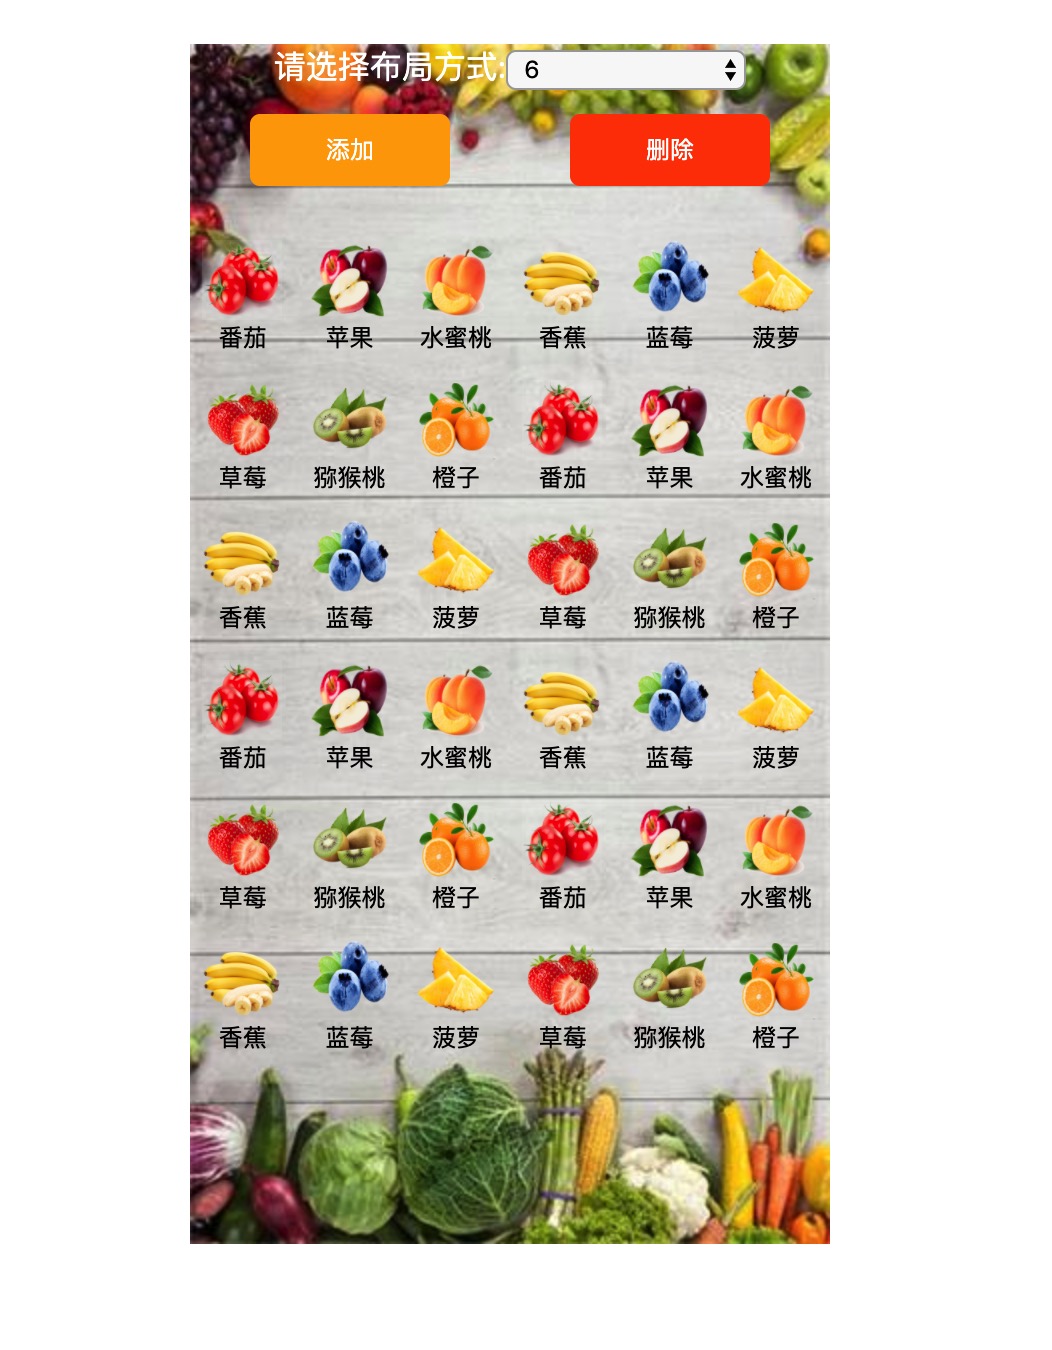 请选择布局方式: 6
添加 删除
番茄 苹果 水蜜桃 香蕉 蓝莓 菠萝
草莓 猕猴桃 橙子 番茄 苹果 水蜜桃
香蕉 蓝莓 菠萝 草莓 猕猴桃 橙子
番茄 苹果 水蜜桃 香蕉 蓝莓 菠萝
草莓 猕猴桃 橙子 番茄 苹果 水蜜桃
香蕉 蓝莓 菠萝 草莓 猕猴桃 橙子